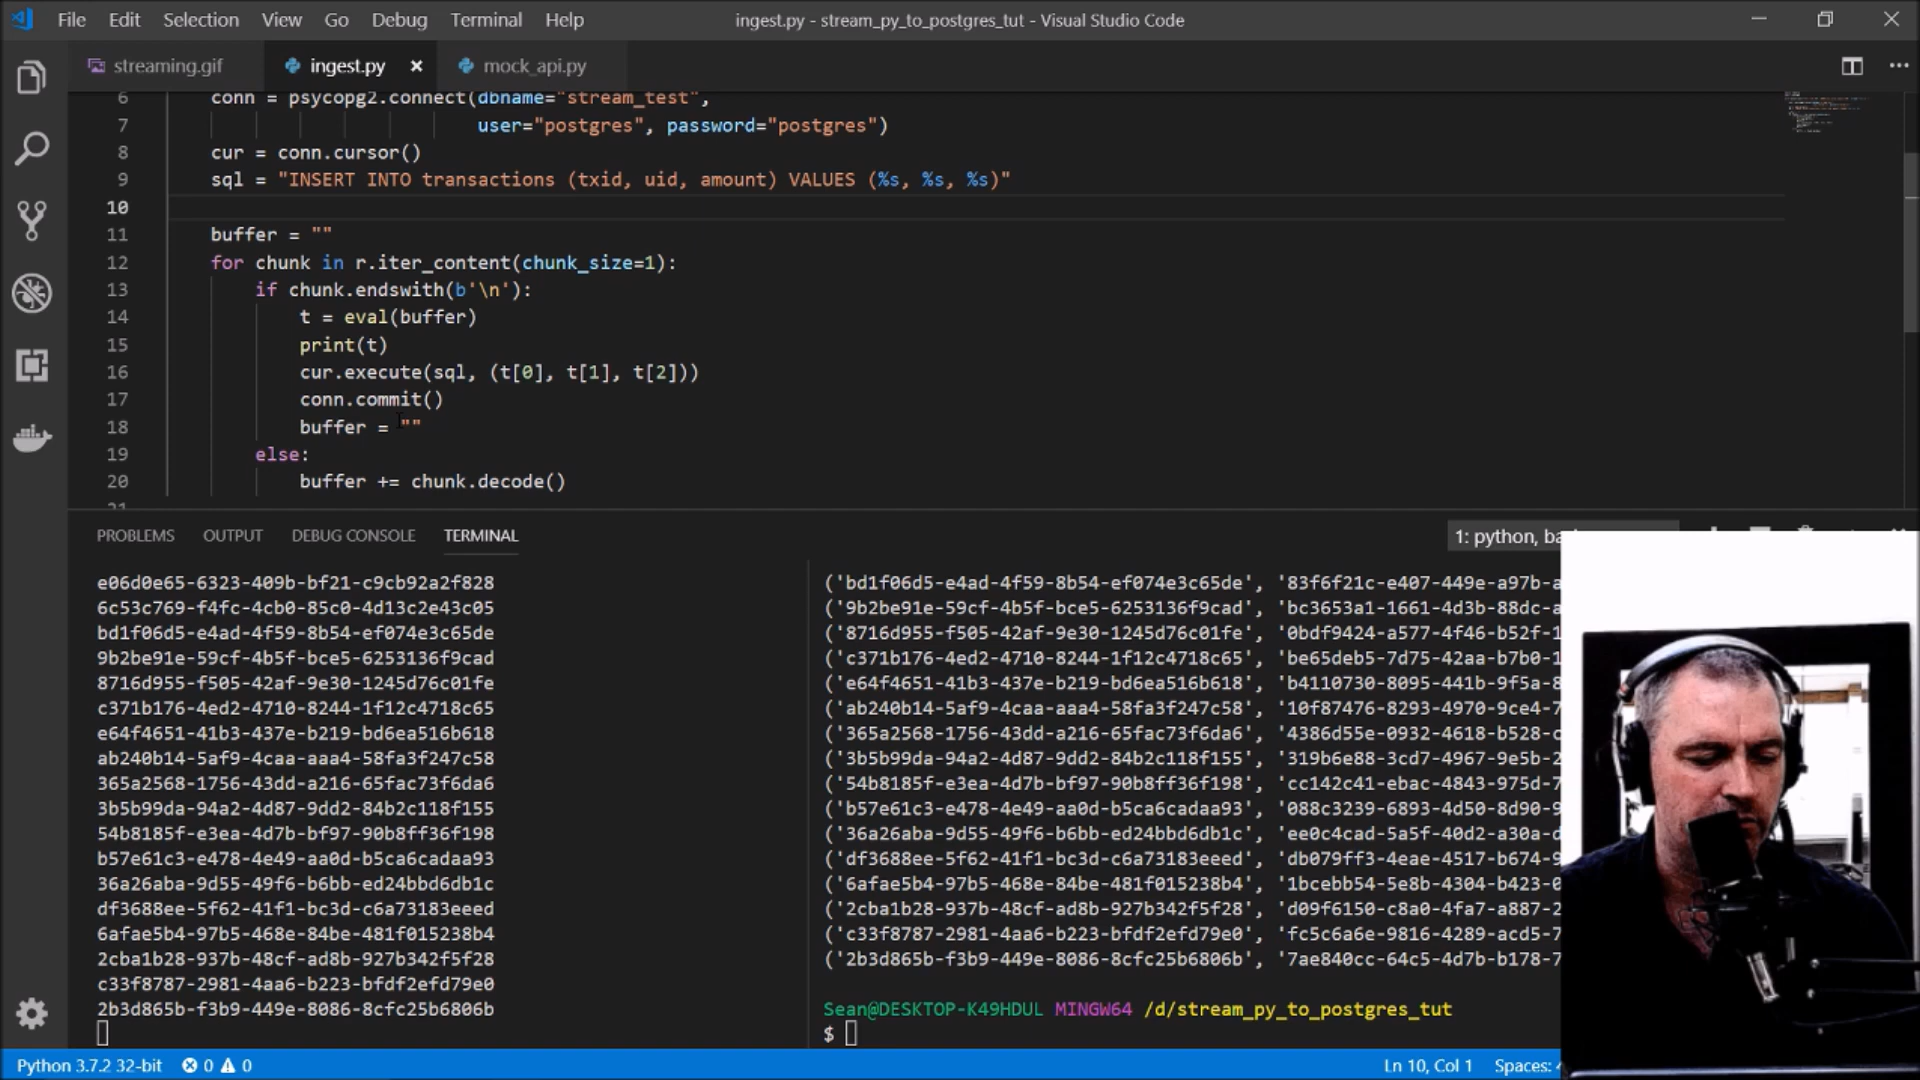 File Edit Selection View Go Debug Terminal Help
ingest.py - stream_py_to_postgres_tut - Visual Studio Code
streaming.gif ingest.py mock_api.py
6 conn = psycopg2.connect(dbname="stream_test",
7 user="postgres", password="postgres")
8 cur = conn.cursor()
9 sql = "INSERT INTO transactions (txid, uid, amount) VALUES (%s, %s, %s)"
10
11 buffer = ""
12 for chunk in r.iter_content(chunk_size=1):
13 if chunk.endswith(b'\n'):
14 t = eval(buffer)
15 print(t)
16 cur.execute(sql, (t[0], t[1], t[2]))
17 conn.commit()
18 buffer = ""
19 else:
20 buffer += chunk.decode()
21
PROBLEMS OUTPUT DEBUG CONSOLE TERMINAL
1: python, ba
e06d0e65-6323-409b-bf21-c9cb92a2f828
6c53c769-f4fc-4cb0-85c0-4d13c2e43c05
bd1f06d5-e4ad-4f59-8b54-ef074e3c65de
9b2be91e-59cf-4b5f-bce5-6253136f9cad
8716d955-f505-42af-9e30-1245d76c01fe
c371b176-4ed2-4710-8244-1f12c4718c65
e64f4651-41b3-437e-b219-bd6ea516b618
ab240b14-5af9-4caa-aaa4-58fa3f247c58
365a2568-1756-43dd-a216-65fac73f6da6
3b5b99da-94a2-4d87-9dd2-84b2c118f155
54b8185f-e3ea-4d7b-bf97-90b8ff36f198
b57e61c3-e478-4e49-aa0d-b5ca6cadaa93
36a26aba-9d55-49f6-b6bb-ed24bbd6db1c
df3688ee-5f62-41f1-bc3d-c6a73183eeed
6afae5b4-97b5-468e-84be-481f015238b4
2cba1b28-937b-48cf-ad8b-927b342f5f28
c33f8787-2981-4aa6-b223-bfdf2efd79e0
2b3d865b-f3b9-449e-8086-8cfc25b6806b
('bd1f06d5-e4ad-4f59-8b54-ef074e3c65de', '83f6f21c-e407-449e-a97b-a
('9b2be91e-59cf-4b5f-bce5-6253136f9cad', 'bc3653a1-1661-4d3b-88dc-a
('8716d955-f505-42af-9e30-1245d76c01fe', '0bdf9424-a577-4f46-b52f-1
('c371b176-4ed2-4710-8244-1f12c4718c65', 'be65deb5-7d75-42aa-b7b0-1
('e64f4651-41b3-437e-b219-bd6ea516b618', 'b4110730-8095-441b-9f5a-8
('ab240b14-5af9-4caa-aaa4-58fa3f247c58', '10f87476-8293-4970-9ce4-7
('365a2568-1756-43dd-a216-65fac73f6da6', '4386d55e-0932-4618-b528-c
('3b5b99da-94a2-4d87-9dd2-84b2c118f155', '319b6e88-3cd7-4967-9e5b-2
('54b8185f-e3ea-4d7b-bf97-90b8ff36f198', 'cc142c41-ebac-4843-975d-7
('b57e61c3-e478-4e49-aa0d-b5ca6cadaa93', '088c3239-6893-4d50-8d90-9
('36a26aba-9d55-49f6-b6bb-ed24bbd6db1c', 'ee0c4cad-5a5f-40d2-a30a-d
('df3688ee-5f62-41f1-bc3d-c6a73183eeed', 'db079ff3-4eae-4517-b674-9
('6afae5b4-97b5-468e-84be-481f015238b4', '1bcebb54-5e8b-4304-b423-0
('2cba1b28-937b-48cf-ad8b-927b342f5f28', 'd09f6150-c8a0-4fa7-a887-2
('c33f8787-2981-4aa6-b223-bfdf2efd79e0', 'fc5c6a6e-9816-4289-acd5-7
('2b3d865b-f3b9-449e-8086-8cfc25b6806b', '7ae840cc-64c5-4d7b-b178-7
Sean@DESKTOP-K49HDUL MINGW64 /d/stream_py_to_postgres_tut
$
Python 3.7.2 32-bit 0 0 Ln 10, Col 1 Spaces: